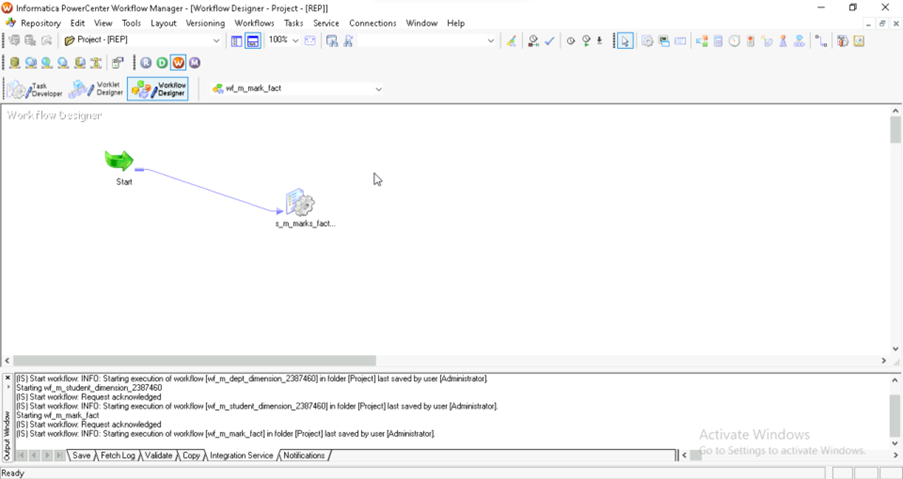 Informatica PowerCenter Workflow Manager - [Workflow Designer - Project - [REP]]
Repository Edit View Tools Layout Versioning Workflows Tasks Service Connections Window Help
Project - [REP] 100%
R D W M
Task Developer Worklet Designer Workflow Designer wf_m_mark_fact
Workflow Designer
Start
s_m_marks_fact...
(IS) Start workflow: INFO: Starting execution of workflow [wf_m_dept_dimension_2387460] in folder [Project] last saved by user [Administrator].
Starting wf_m_student_dimension_2387460
(IS) Start workflow: Request acknowledged
(IS) Start workflow: INFO: Starting execution of workflow [wf_m_student_dimension_2387460] in folder [Project] last saved by user [Administrator].
Starting wf_m_mark_fact
(IS) Start workflow: Request acknowledged
(IS) Start workflow: INFO: Starting execution of workflow [wf_m_mark_fact] in folder [Project] last saved by user [Administrator].
Output Window
Activate Windows
Go to Settings to activate Windows.
Save Fetch Log Validate Copy Integration Service Notifications
Ready